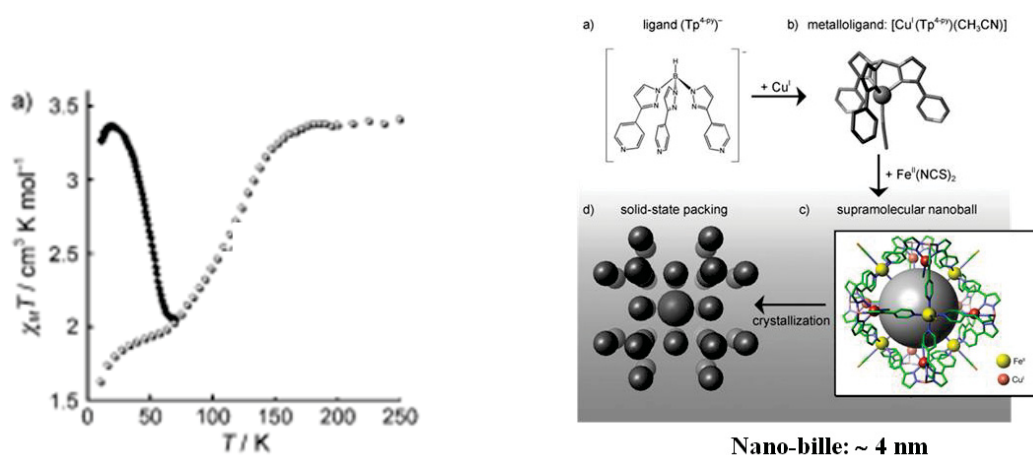 a)
3.5
3
2.5
2
1.5
0 50 100 150 200 250
χMT / cm³ K mol⁻¹
T / K
a) ligand (Tp⁴⁻ᵖʸ)⁻
b) metalloligand: [Cuᴵ(Tp⁴⁻ᵖʸ)(CH₃CN)]
H
B
N N N
N N N
N N N
−
+ Cuᴵ
+ Feᴵᴵ(NCS)₂
d) solid-state packing
c) supramolecular nanoball
crystallization
Feᴵᴵ
Cuᴵ
Nano-bille: ~ 4 nm